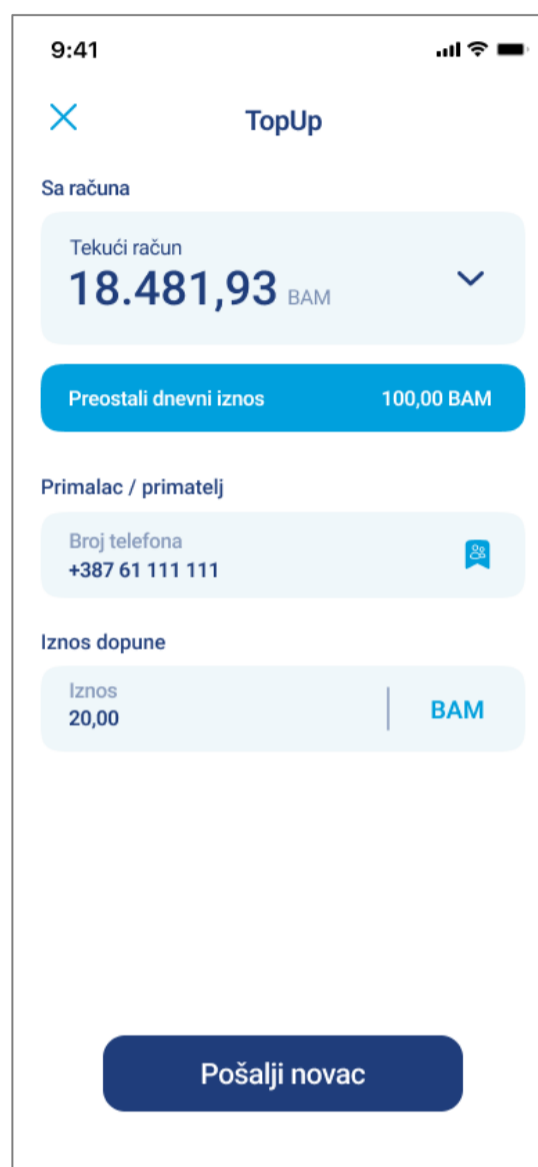 9:41
TopUp
Sa računa
Tekući račun
18.481,93 BAM
Preostali dnevni iznos 100,00 BAM
Primalac / primatelj
Broj telefona
+387 61 111 111
Iznos dopune
Iznos
20,00
BAM
Pošalji novac